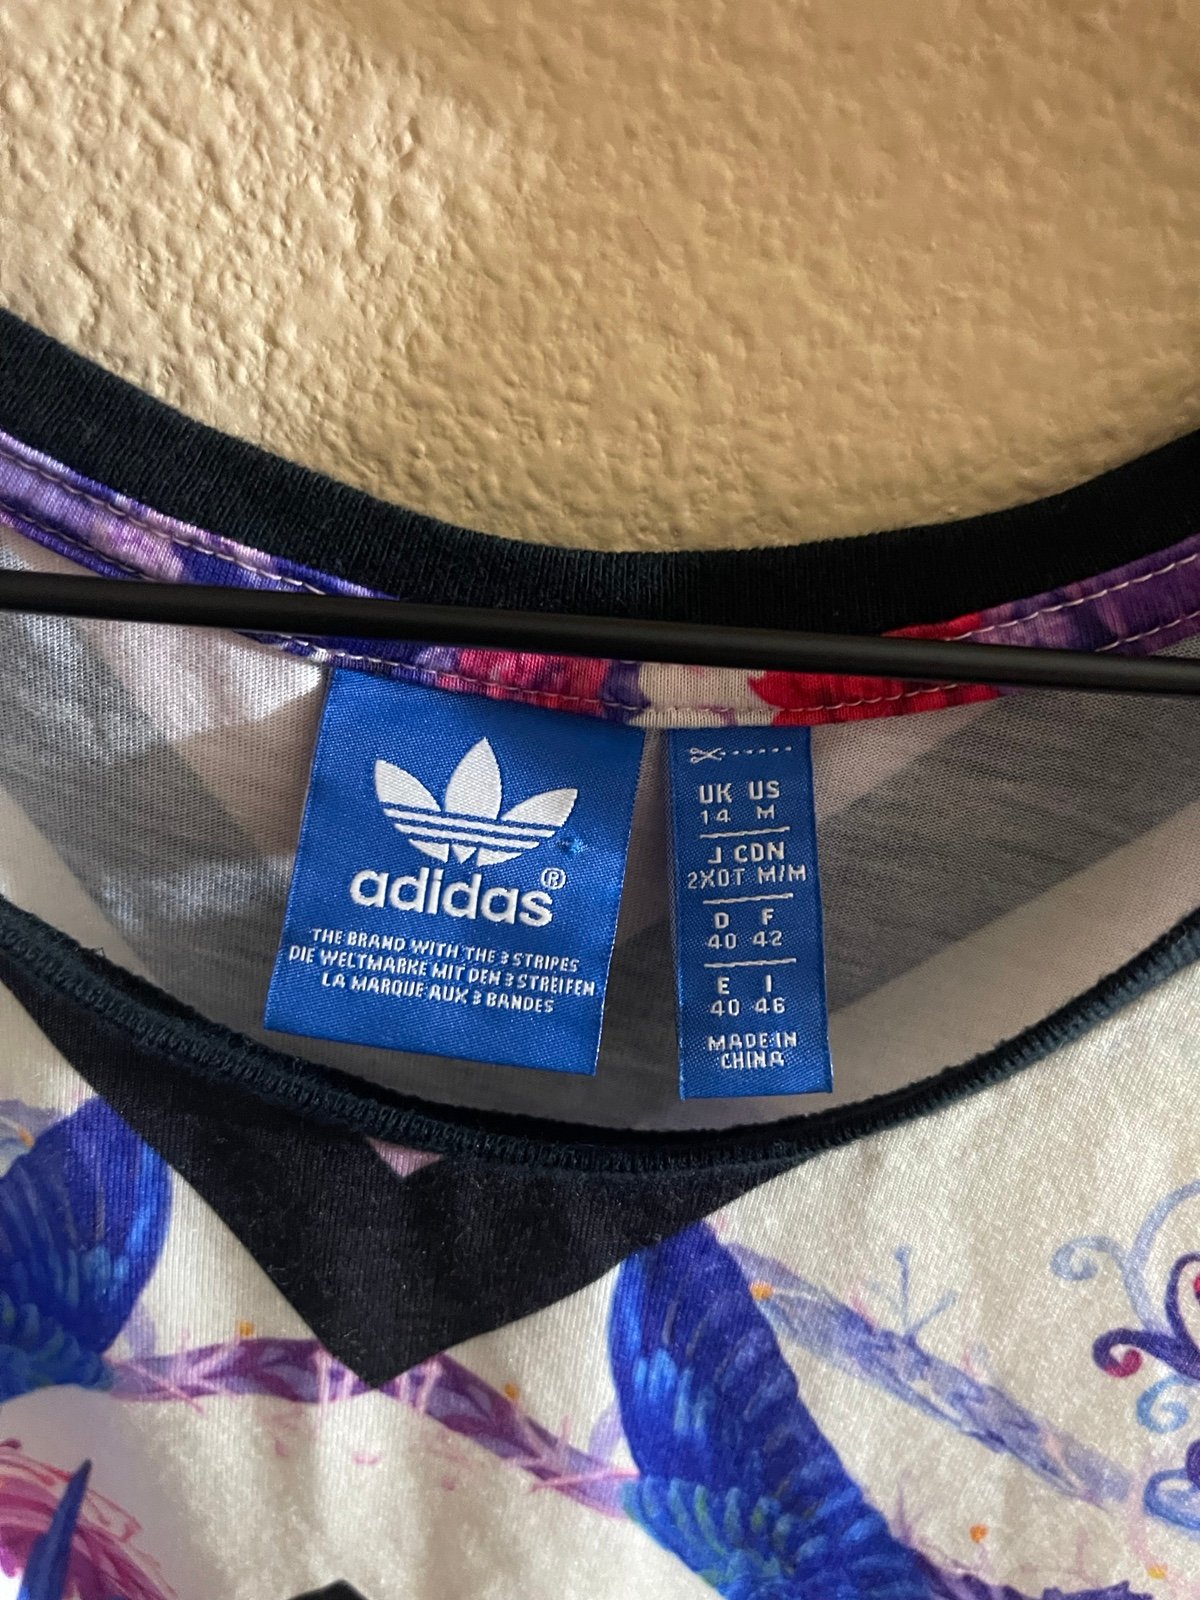 adidas®
THE BRAND WITH THE 3 STRIPES
DIE WELTMARKE MIT DEN 3 STREIFEN
LA MARQUE AUX 3 BANDES
UK US
14 M
J CDN
2XOT M/M
D F
40 42
E I
40 46
MADE IN
CHINA